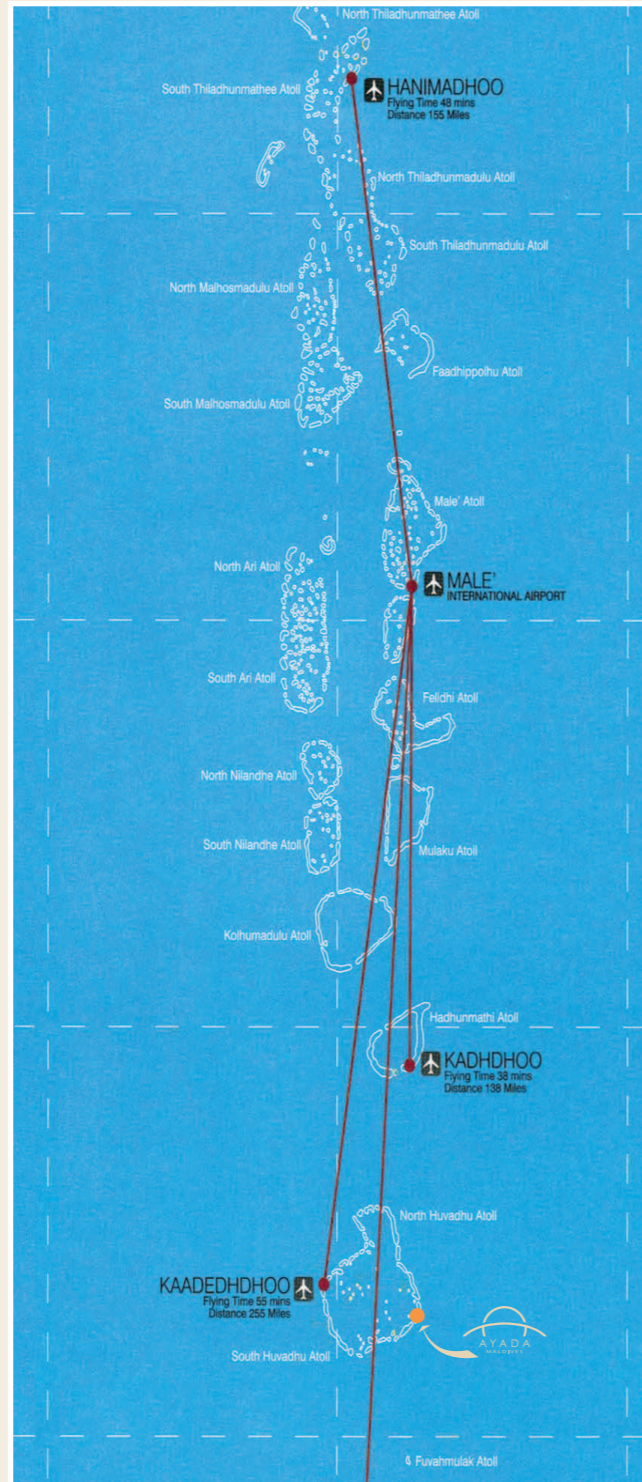 North Thiladhunmathee Atoll
HANIMADHOO
Flying Time 48 mins
Distance 155 Miles
South Thiladhunmathee Atoll
North Thiladhunmadulu Atoll
South Thiladhunmadulu Atoll
North Malhosmadulu Atoll
Faadhippolhu Atoll
South Malhosmadulu Atoll
Male' Atoll
North Ari Atoll
MALE'
INTERNATIONAL AIRPORT
South Ari Atoll
Felidhi Atoll
North Nilandhe Atoll
South Nilandhe Atoll
Mulaku Atoll
Kolhumadulu Atoll
Hadhunmathi Atoll
KADHDHOO
Flying Time 38 mins
Distance 138 Miles
North Huvadhu Atoll
KAADEDHDHOO
Flying Time 55 mins
Distance 255 Miles
AYADA
MALDIVES
South Huvadhu Atoll
Fuvahmulak Atoll